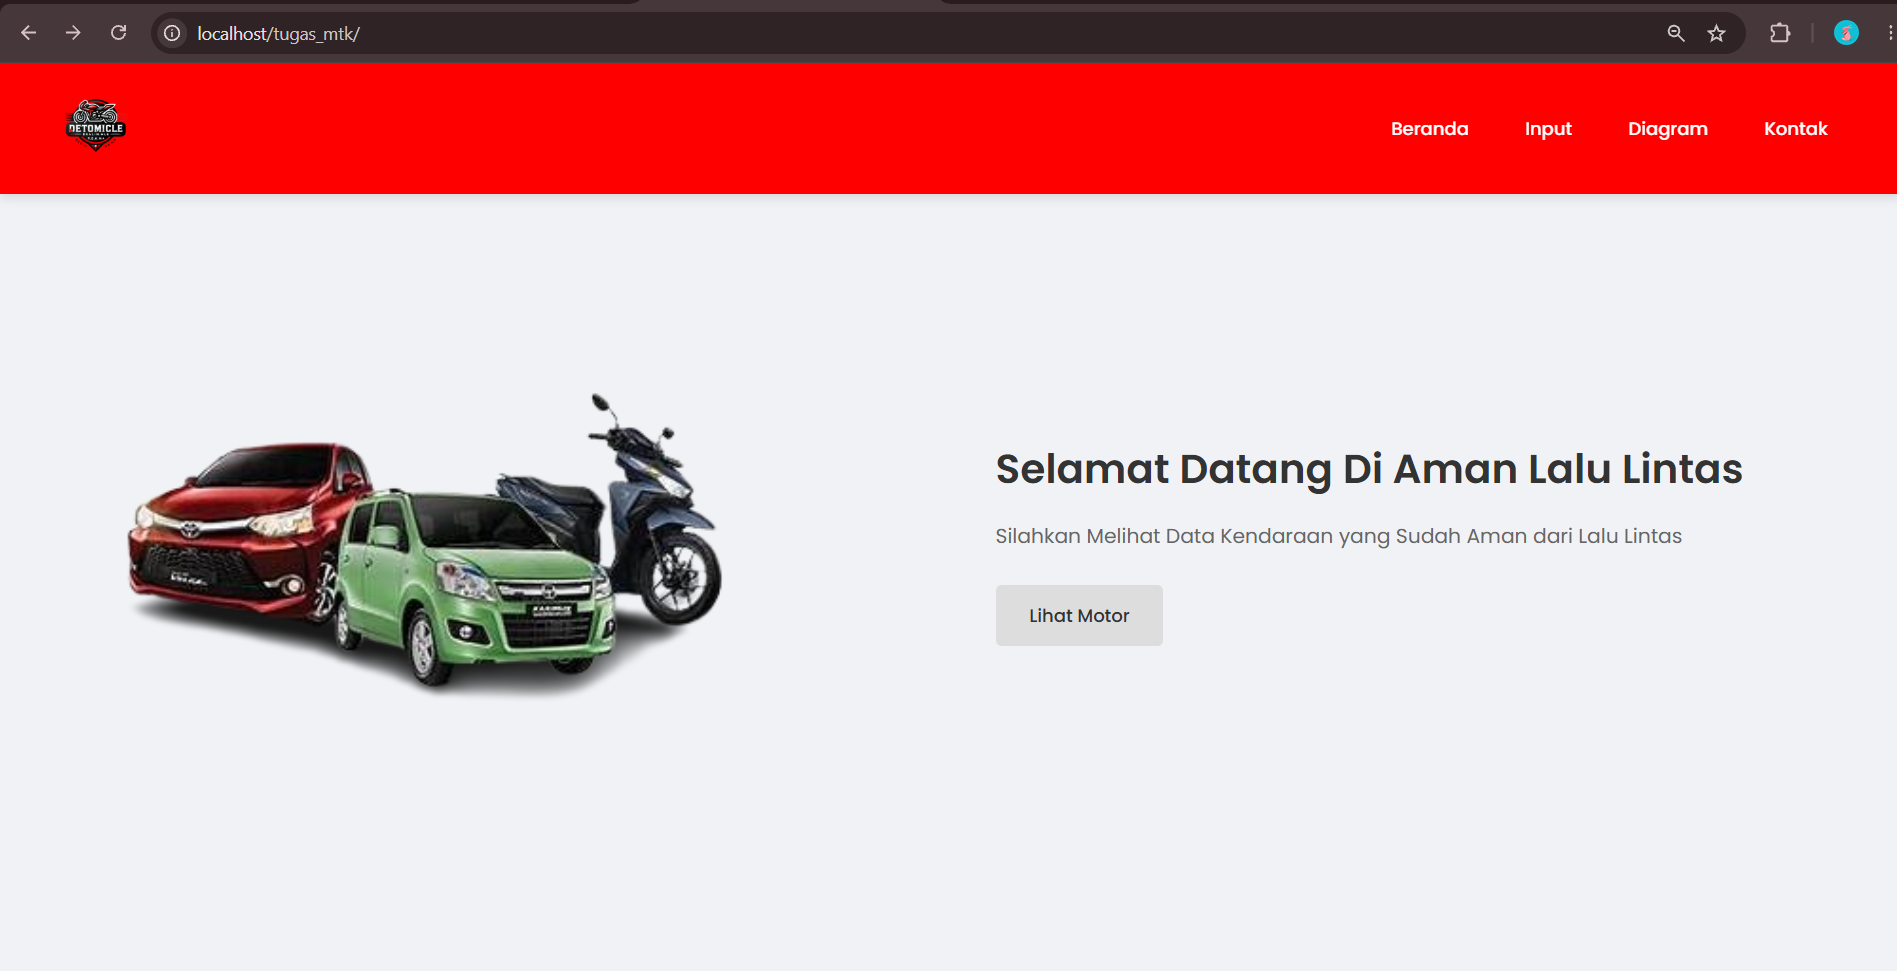 localhost/tugas_mtk/
DETOMICLE
Beranda
Input
Diagram
Kontak
Selamat Datang Di Aman Lalu Lintas
Silahkan Melihat Data Kendaraan yang Sudah Aman dari Lalu Lintas
Lihat Motor